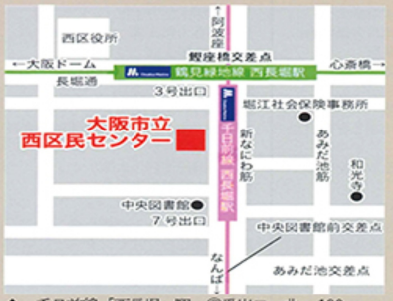 ↑阿波座
西区役所
鰹座橋交差点
←大阪ドーム
鶴見緑地線 西長堀駅
心斎橋→
長堀通
3号出口
堀江社会保険事務所
大阪市立
西区民センター
千日前線 西長堀駅
新なにわ筋
あみだ池筋
和光寺
中央図書館
7号出口
中央図書館前交差点
なんば↓
あみだ池交差点